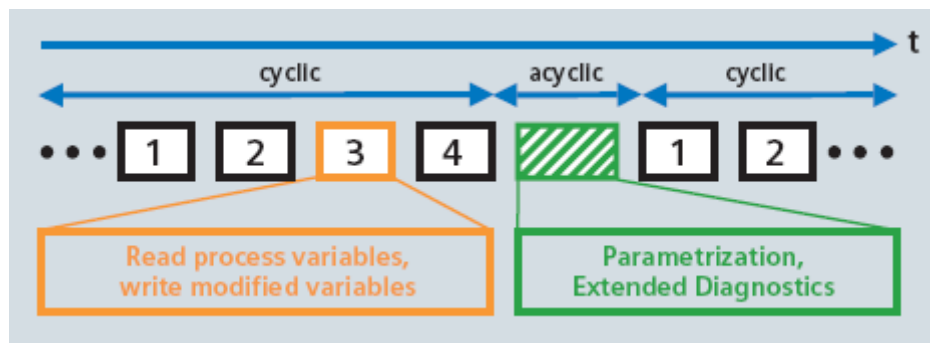 t
cyclic acyclic cyclic
••• 1 2 3 4 1 2 •••
Read process variables,
write modified variables
Parametrization,
Extended Diagnostics